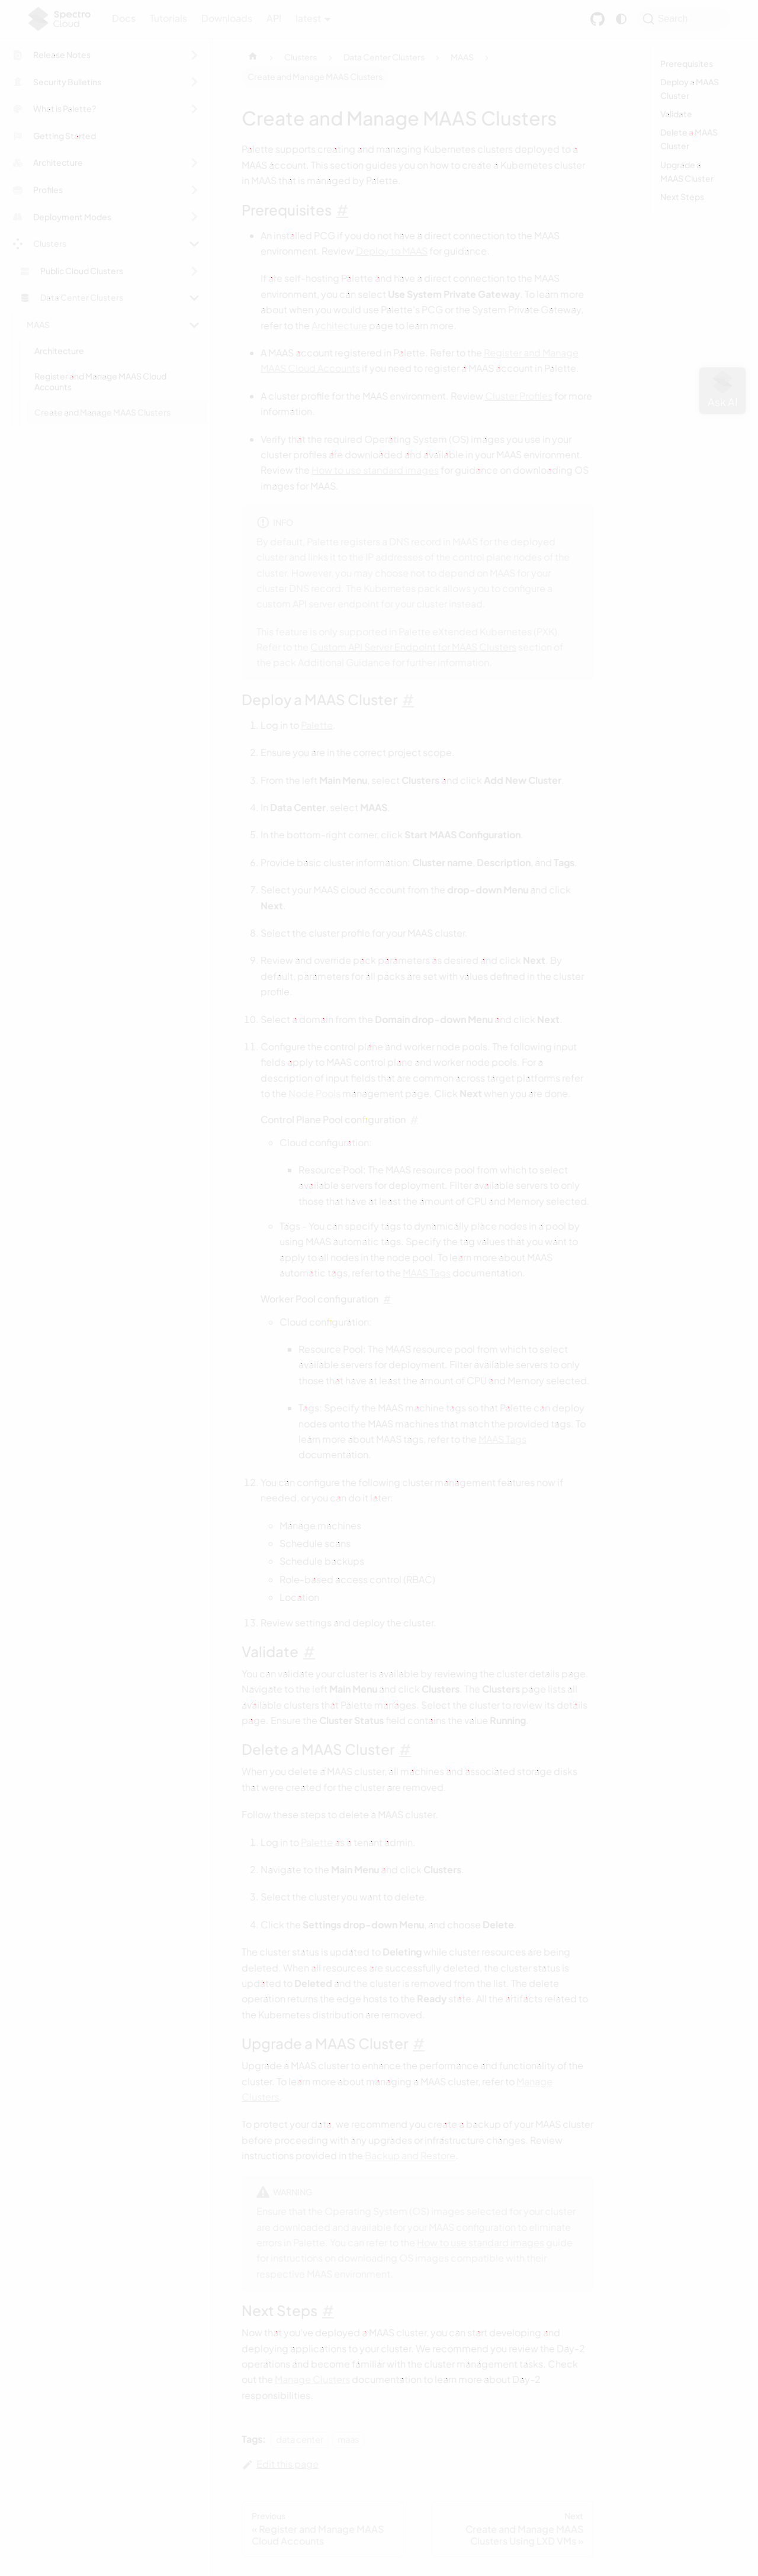 Spectro
Cloud
Docs Tutorials Downloads API latest
Search
Release Notes
Security Bulletins
What is Palette?
Getting Started
Architecture
Profiles
Deployment Modes
Clusters
Public Cloud Clusters
Data Center Clusters
MAAS
Architecture
Register and Manage MAAS Cloud
Accounts
Create and Manage MAAS Clusters
Clusters Data Center Clusters MAAS
Create and Manage MAAS Clusters
Create and Manage MAAS Clusters
Palette supports creating and managing Kubernetes clusters deployed to a
MAAS account. This section guides you on how to create a Kubernetes cluster
in MAAS that is managed by Palette.
Prerequisites #
An installed PCG if you do not have a direct connection to the MAAS
environment. Review Deploy to MAAS for guidance.
If are self-hosting Palette and have a direct connection to the MAAS
environment, you can select Use System Private Gateway. To learn more
about when you would use Palette's PCG or the System Private Gateway,
refer to the Architecture page to learn more.
A MAAS account registered in Palette. Refer to the Register and Manage
MAAS Cloud Accounts if you need to register a MAAS account in Palette.
A cluster profile for the MAAS environment. Review Cluster Profiles for more
information.
Verify that the required Operating System (OS) images you use in your
cluster profiles are downloaded and available in your MAAS environment.
Review the How to use standard images for guidance on downloading OS
images for MAAS.
INFO
By default, Palette registers a DNS record in MAAS for the deployed
cluster and links it to the IP addresses of the control plane nodes of the
cluster. However, you may choose not to depend on MAAS for your
cluster DNS record. The Kubernetes pack allows you to configure a
custom API server endpoint for your cluster instead.
This feature is only supported in Palette eXtended Kubernetes (PXK).
Refer to the Custom API Server Endpoint for MAAS Clusters section of
the pack Additional Guidance for further information.
Deploy a MAAS Cluster #
1. Log in to Palette.
2. Ensure you are in the correct project scope.
3. From the left Main Menu, select Clusters and click Add New Cluster.
4. In Data Center, select MAAS.
5. In the bottom-right corner, click Start MAAS Configuration.
6. Provide basic cluster information: Cluster name, Description, and Tags.
7. Select your MAAS cloud account from the drop-down Menu and click
Next.
8. Select the cluster profile for your MAAS cluster.
9. Review and override pack parameters as desired and click Next. By
default, parameters for all packs are set with values defined in the cluster
profile.
10. Select a domain from the Domain drop-down Menu and click Next.
11. Configure the control plane and worker node pools. The following input
fields apply to MAAS control plane and worker node pools. For a
description of input fields that are common across target platforms refer
to the Node Pools management page. Click Next when you are done.
Control Plane Pool configuration #
Cloud configuration:
Resource Pool: The MAAS resource pool from which to select
available servers for deployment. Filter available servers to only
those that have at least the amount of CPU and Memory selected.
Tags - You can specify tags to dynamically place nodes in a pool by
using MAAS automatic tags. Specify the tag values that you want to
apply to all nodes in the node pool. To learn more about MAAS
automatic tags, refer to the MAAS Tags documentation.
Worker Pool configuration #
Cloud configuration:
Resource Pool: The MAAS resource pool from which to select
available servers for deployment. Filter available servers to only
those that have at least the amount of CPU and Memory selected.
Tags: Specify the MAAS machine tags so that Palette can deploy
nodes onto the MAAS machines that match the provided tags. To
learn more about MAAS tags, refer to the MAAS Tags
documentation.
12. You can configure the following cluster management features now if
needed, or you can do it later:
Manage machines
Schedule scans
Schedule backups
Role-based access control (RBAC)
Location
13. Review settings and deploy the cluster.
Validate #
You can validate your cluster is available by reviewing the cluster details page.
Navigate to the left Main Menu and click Clusters. The Clusters page lists all
available clusters that Palette manages. Select the cluster to review its details
page. Ensure the Cluster Status field contains the value Running.
Delete a MAAS Cluster #
When you delete a MAAS cluster, all machines and associated storage disks
that were created for the cluster are removed.
Follow these steps to delete a MAAS cluster.
1. Log in to Palette as a tenant admin.
2. Navigate to the Main Menu and click Clusters.
3. Select the cluster you want to delete.
4. Click the Settings drop-down Menu, and choose Delete.
The cluster status is updated to Deleting while cluster resources are being
deleted. When all resources are successfully deleted, the cluster status is
updated to Deleted and the cluster is removed from the list. The delete
operation returns the edge hosts to the Ready state. All the artifacts related to
the Kubernetes distribution are removed.
Upgrade a MAAS Cluster #
Upgrade a MAAS cluster to enhance the performance and functionality of the
cluster. To learn more about managing a MAAS cluster, refer to Manage
Clusters.
To protect your data, we recommend you create a backup of your MAAS cluster
before proceeding with any upgrades or infrastructure changes. Review
instructions provided in the Backup and Restore.
WARNING
Ensure that the Operating System (OS) images selected for your cluster
are downloaded and available for your MAAS configuration to eliminate
errors in Palette. You can refer to the How to use standard images guide
for instructions on downloading OS images compatible with their
respective MAAS environment.
Next Steps #
Now that you've deployed a MAAS cluster, you can start developing and
deploying applications to your cluster. We recommend you review the Day-2
operations and become familiar with the cluster management tasks. Check
out the Manage Clusters documentation to learn more about Day-2
responsibilities.
Tags: data center maas
Edit this page
Previous
« Register and Manage MAAS
Cloud Accounts
Next
Create and Manage MAAS
Clusters Using LXD VMs »
Prerequisites
Deploy a MAAS
Cluster
Validate
Delete a MAAS
Cluster
Upgrade a
MAAS Cluster
Next Steps
Ask AI